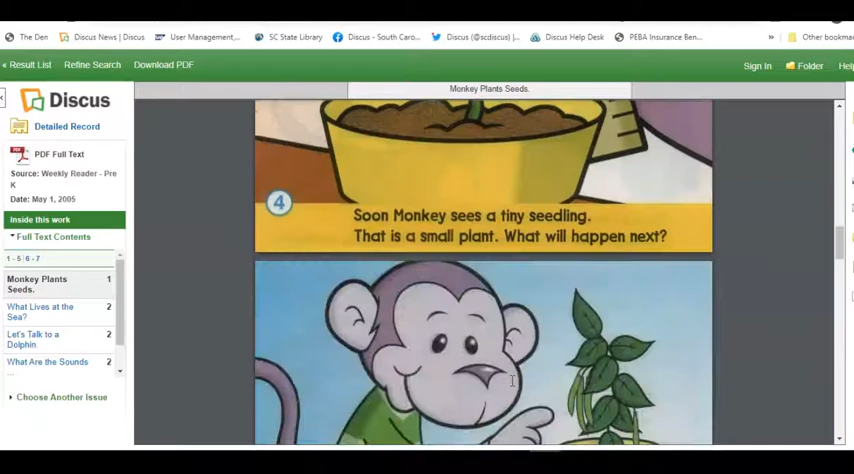 The Den
Discus News | Discus
User Management,...
SC State Library
Discus - South Caro...
Discus (@scdiscus) |...
Discus Help Desk
PEBA Insurance Ben...
»
Other bookmar
« Result List
Refine Search
Download PDF
Sign In
Folder
Help
Discus
Detailed Record
PDF Full Text
Source: Weekly Reader - Pre
K
Date: May 1, 2005
Inside this work
Full Text Contents
1 - 5 | 6 - 7
Monkey Plants
Seeds.
1
What Lives at the
Sea?
2
Let's Talk to a
Dolphin.
2
What Are the Sounds
...
2
Choose Another Issue
Monkey Plants Seeds.
4
Soon Monkey sees a tiny seedling.
That is a small plant. What will happen next?